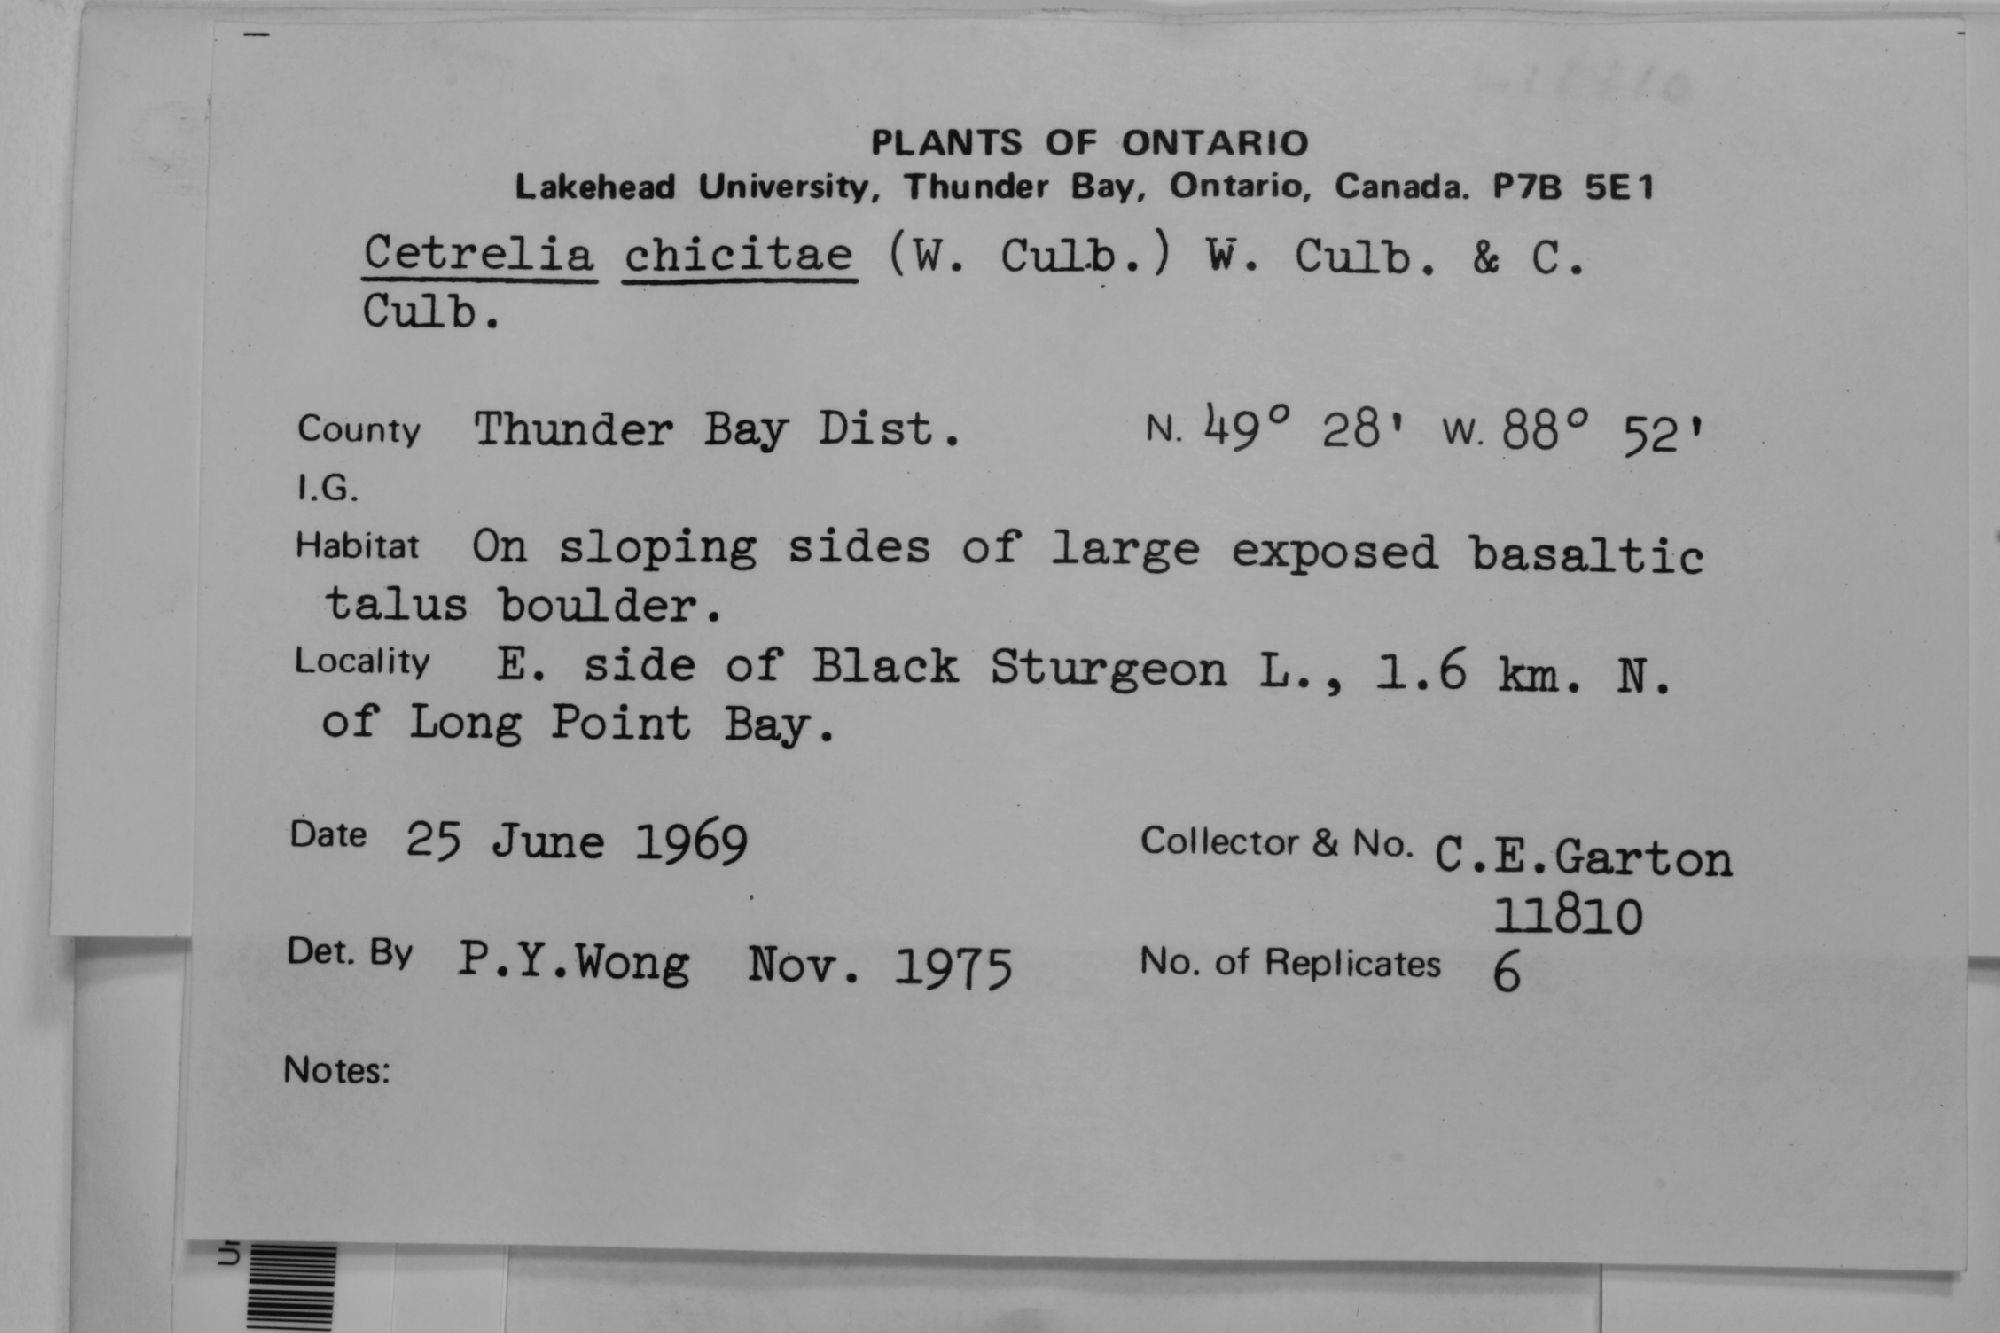 PLANTS OF ONTARIO
Lakehead University, Thunder Bay, Ontario, Canada. P7B 5E1
Cetrelia chicitae (W. Culb.) W. Culb. & C.
Culb.
County Thunder Bay Dist. N. 49° 28' W. 88° 52'
I.G.
Habitat On sloping sides of large exposed basaltic
talus boulder.
Locality E. side of Black Sturgeon L., 1.6 km. N.
of Long Point Bay.
Date 25 June 1969 Collector & No. C.E.Garton
11810
Det. By P.Y.Wong Nov. 1975 No. of Replicates 6
Notes: